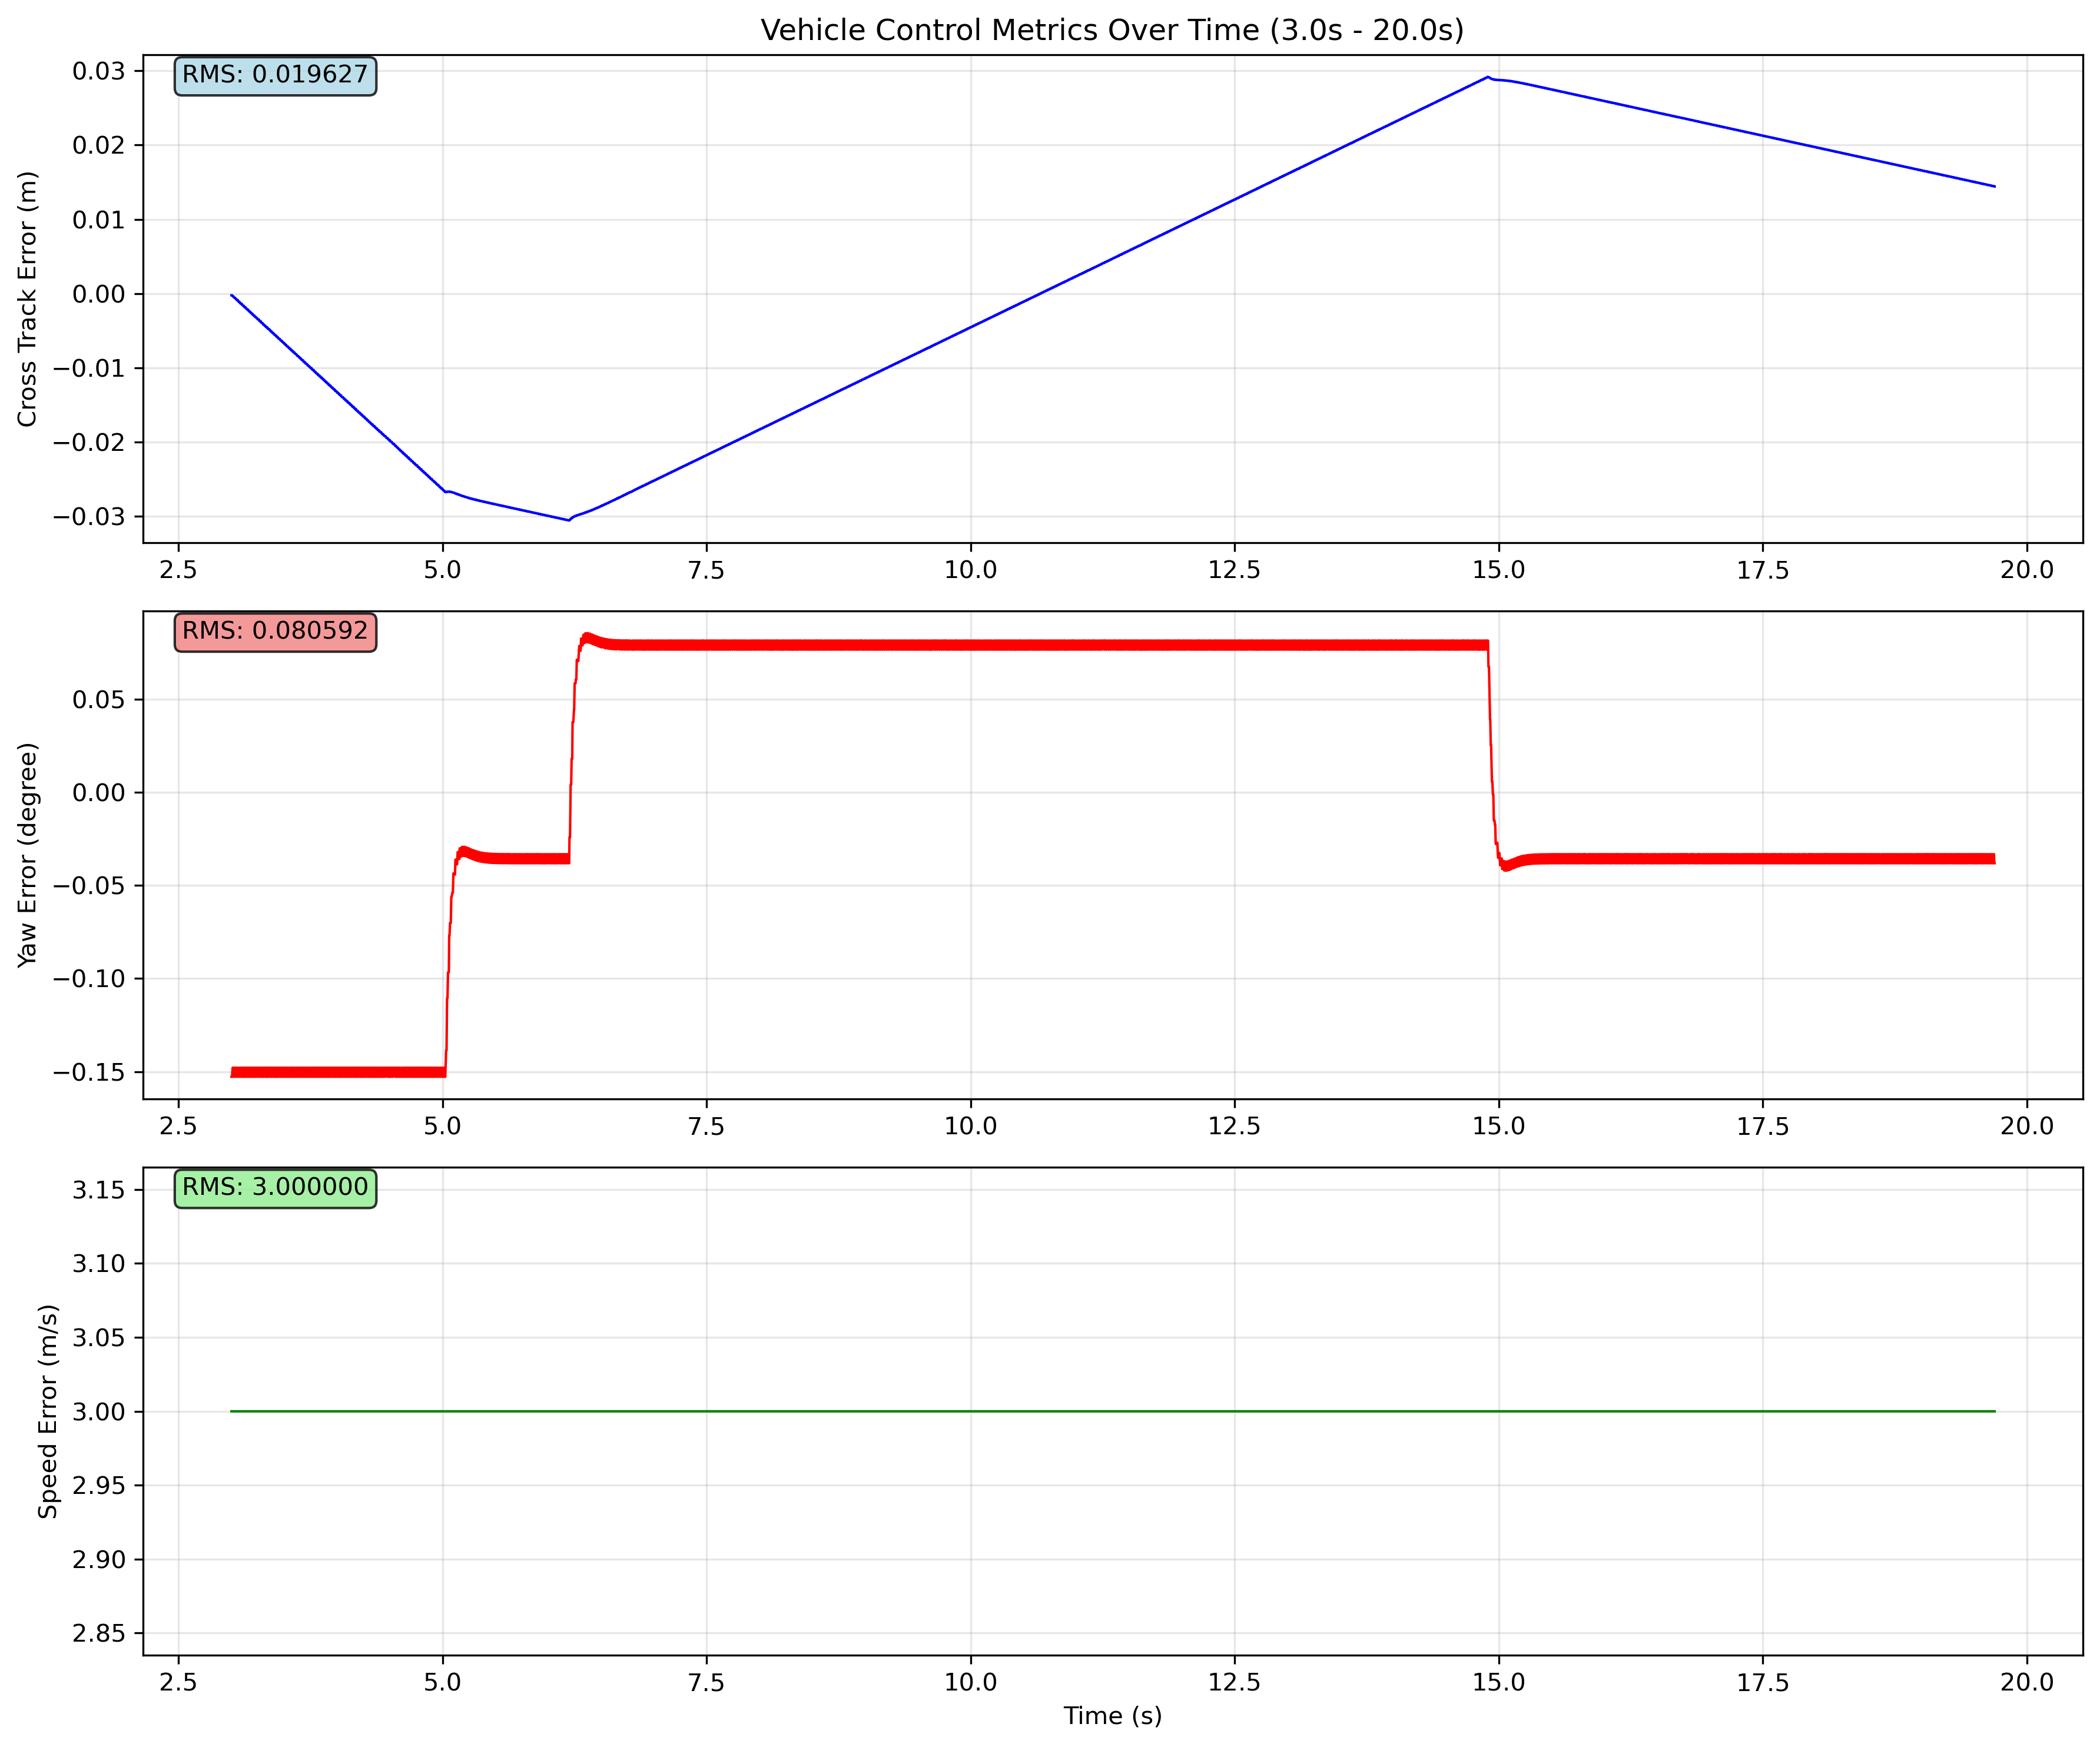 Vehicle Control Metrics Over Time (3.0s - 20.0s)
RMS: 0.019627
Cross Track Error (m)
0.03
0.02
0.01
0.00
−0.01
−0.02
−0.03
2.5 5.0 7.5 10.0 12.5 15.0 17.5 20.0
RMS: 0.080592
Yaw Error (degree)
0.05
0.00
−0.05
−0.10
−0.15
2.5 5.0 7.5 10.0 12.5 15.0 17.5 20.0
RMS: 3.000000
Speed Error (m/s)
3.15
3.10
3.05
3.00
2.95
2.90
2.85
2.5 5.0 7.5 10.0 12.5 15.0 17.5 20.0
Time (s)